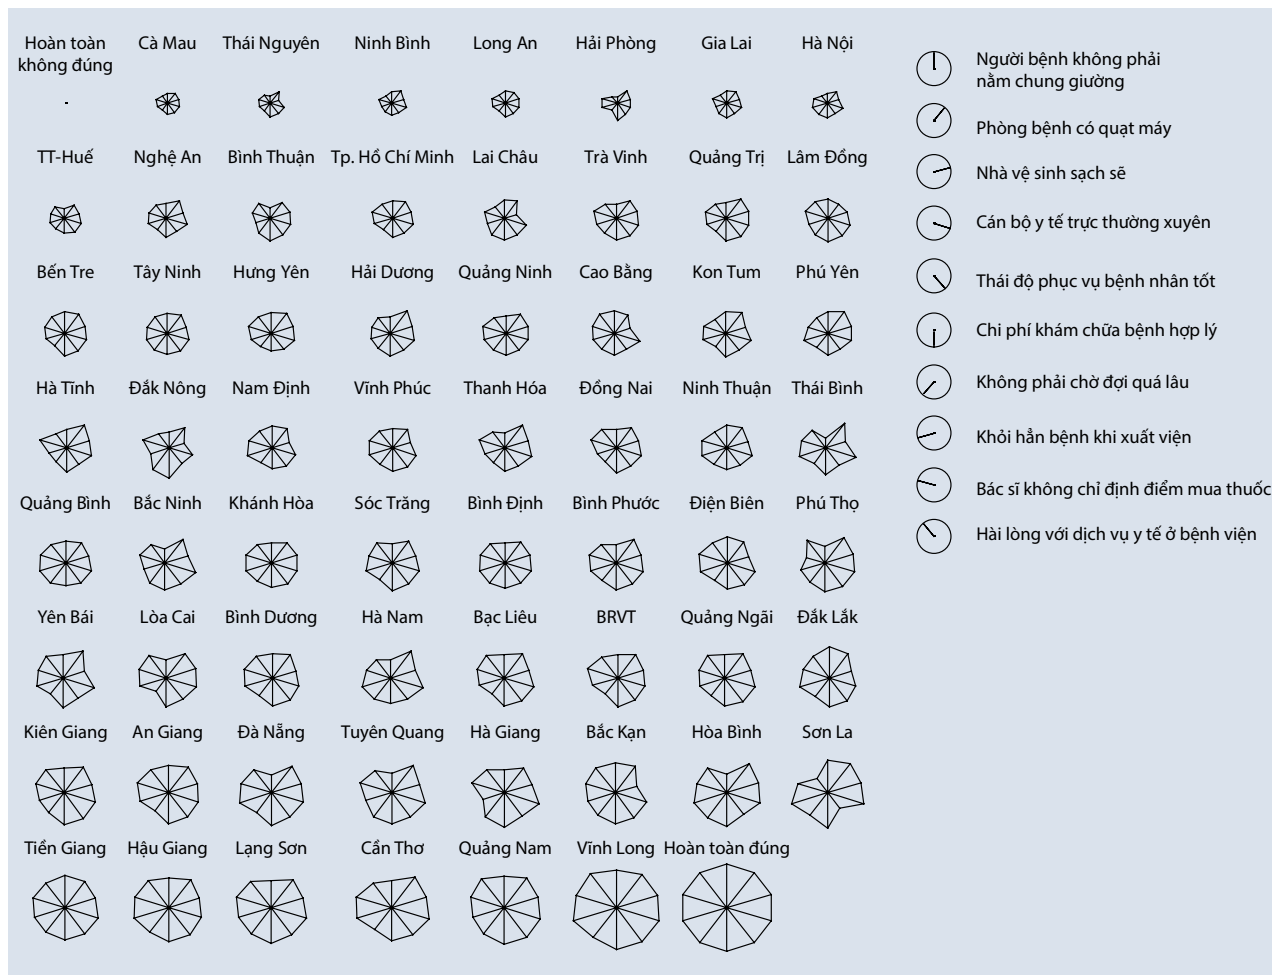 Hoàn toàn
không đúng
Cà Mau
Thái Nguyên
Ninh Bình
Long An
Hải Phòng
Gia Lai
Hà Nội
TT-Huế
Nghệ An
Bình Thuận
Tp. Hồ Chí Minh
Lai Châu
Trà Vinh
Quảng Trị
Lâm Đồng
Bến Tre
Tây Ninh
Hưng Yên
Hải Dương
Quảng Ninh
Cao Bằng
Kon Tum
Phú Yên
Hà Tĩnh
Đắk Nông
Nam Định
Vĩnh Phúc
Thanh Hóa
Đồng Nai
Ninh Thuận
Thái Bình
Quảng Bình
Bắc Ninh
Khánh Hòa
Sóc Trăng
Bình Định
Bình Phước
Điện Biên
Phú Thọ
Yên Bái
Lòa Cai
Bình Dương
Hà Nam
Bạc Liêu
BRVT
Quảng Ngãi
Đắk Lắk
Kiên Giang
An Giang
Đà Nẵng
Tuyên Quang
Hà Giang
Bắc Kạn
Hòa Bình
Sơn La
Tiền Giang
Hậu Giang
Lạng Sơn
Cần Thơ
Quảng Nam
Vĩnh Long
Hoàn toàn đúng
Người bệnh không phải
nằm chung giường
Phòng bệnh có quạt máy
Nhà vệ sinh sạch sẽ
Cán bộ y tế trực thường xuyên
Thái độ phục vụ bệnh nhân tốt
Chi phí khám chữa bệnh hợp lý
Không phải chờ đợi quá lâu
Khỏi hẳn bệnh khi xuất viện
Bác sĩ không chỉ định điểm mua thuốc
Hài lòng với dịch vụ y tế ở bệnh viện